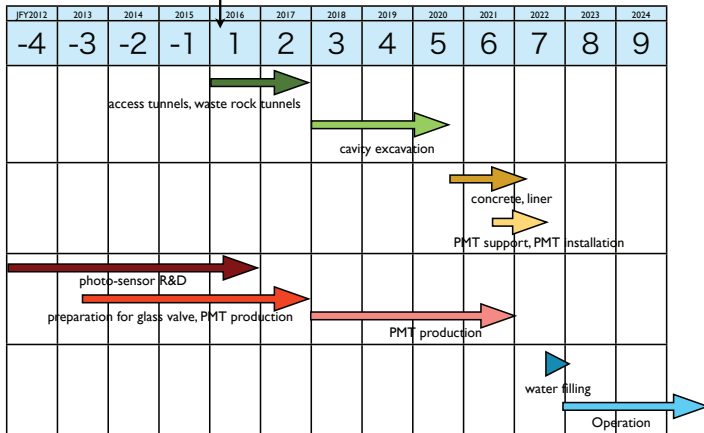 JFY2012 2013 2014 2015 2016 2017 2018 2019 2020 2021 2022 2023 2024
-4 -3 -2 -1 1 2 3 4 5 6 7 8 9
access tunnels, waste rock tunnels
cavity excavation
concrete, liner
PMT support, PMT installation
photo-sensor R&D
preparation for glass valve, PMT production
PMT production
water filling
Operation